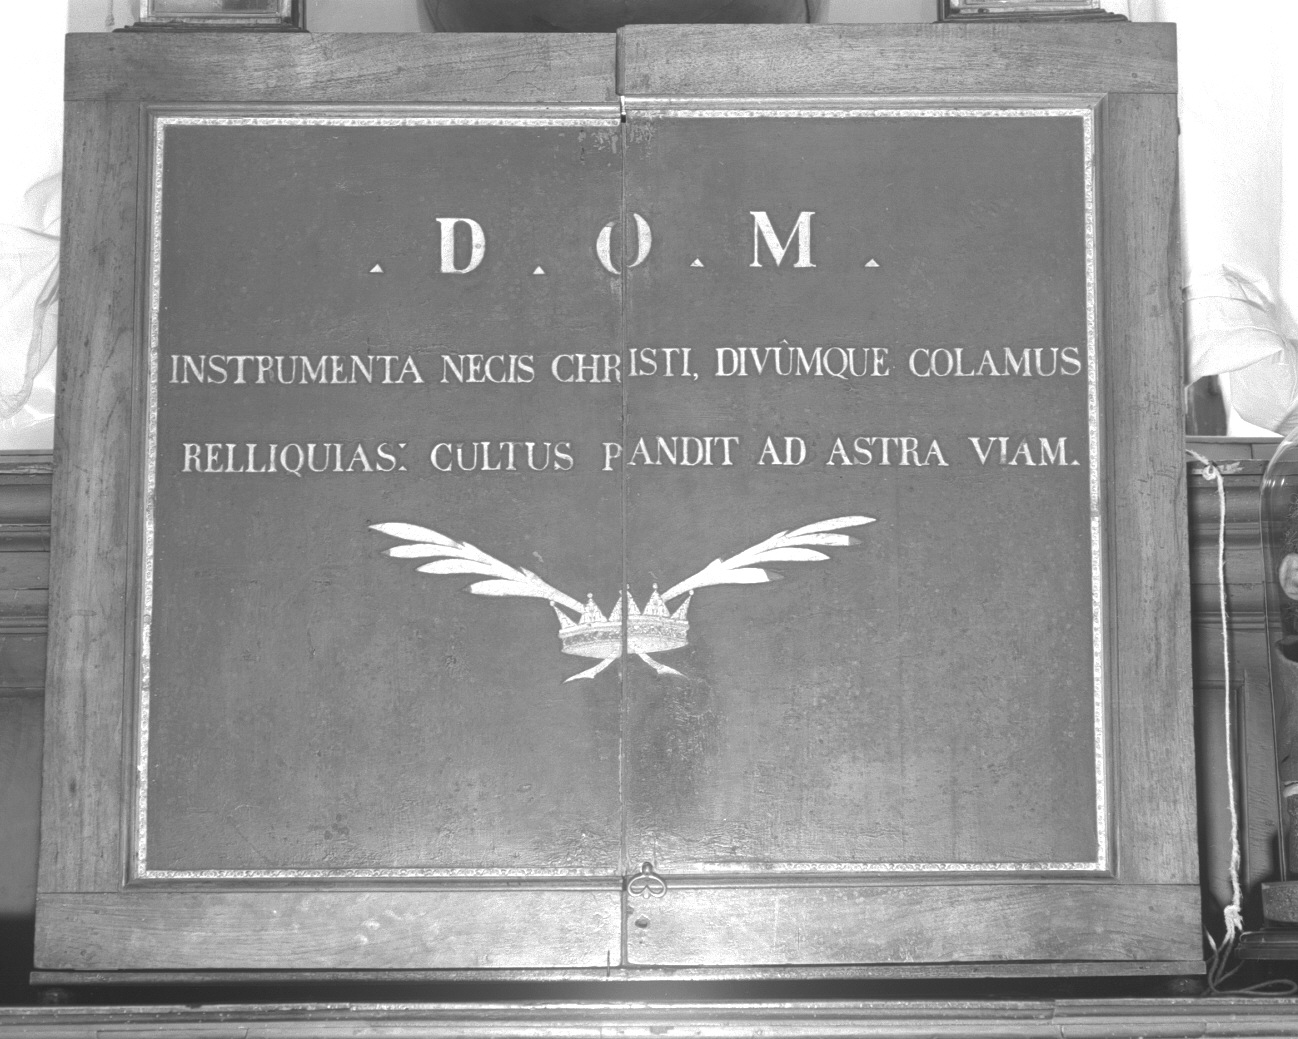 . D . O . M .
INSTRUMENTA NECIS CHRISTI, DIVÛMQUE COLAMUS
RELLIQUIAS: CULTUS PANDIT AD ASTRA VIAM.